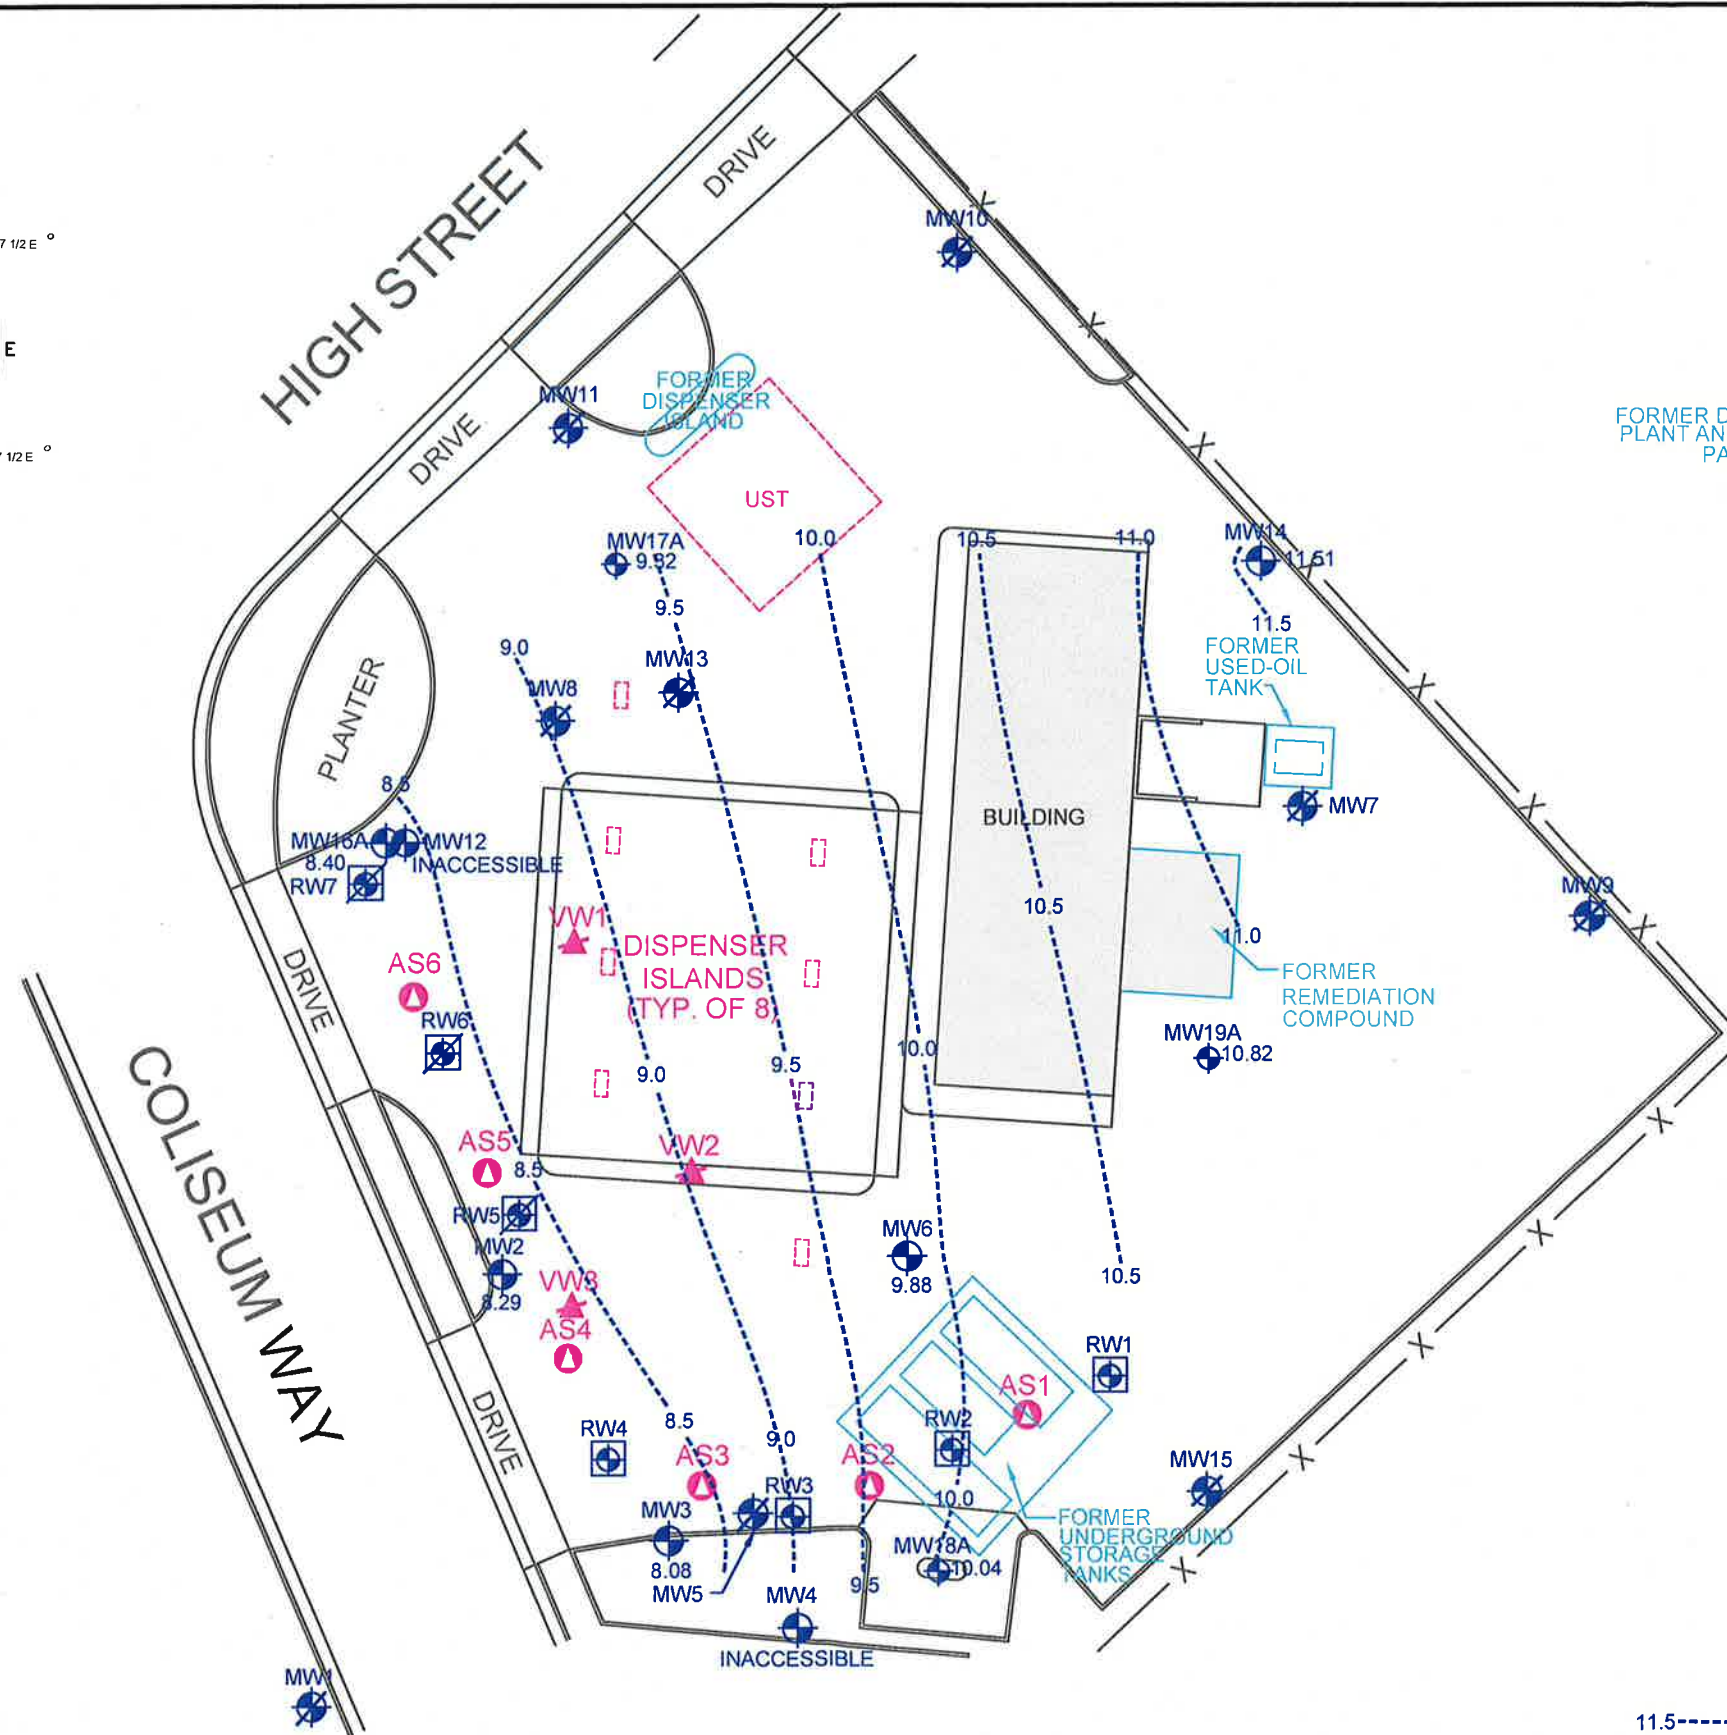 DRIVE
MW10
7 1/2 E °
HIGH STREET
E
FORMER
DISPENSER
ISLAND
MW11
DRIVE
FORMER D
PLANT AN
PA
7 1/2 E °
UST
MW17A
10.0
10.5
11.0
MW14
11.51
9.5
11.5
FORMER
USED-OIL
TANK
9.0
MW13
MW8
PLANTER
8.5
MW7
BUILDING
MW16A
MW12
8.40
INACCESSIBLE
RW7
MW9
VW1
10.5
DISPENSER
ISLANDS
(TYP. OF 8)
11.0
AS6
DRIVE
FORMER
REMEDIATION
COMPOUND
RW6
MW19A
10.82
10.0
9.5
9.0
COLISEUM WAY
AS5
VW2
8.5
RW5
MW6
MW2
9.88
10.5
VW3
8.29
AS4
RW1
AS1
DRIVE
8.5
RW2
RW4
9.0
AS3
AS2
MW15
RW3
10.0
MW3
FORMER
UNDERGROUND
STORAGE
TANKS
MW18A
10.04
8.08
MW5
9.5
MW4
INACCESSIBLE
MW1
11.5